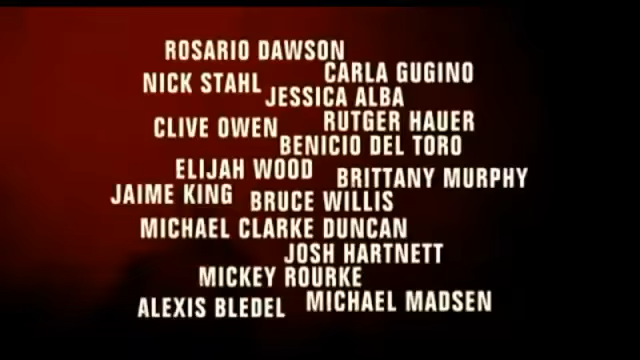 ROSARIO DAWSON
CARLA GUGINO
NICK STAHL
JESSICA ALBA
RUTGER HAUER
CLIVE OWEN
BENICIO DEL TORO
ELIJAH WOOD
BRITTANY MURPHY
JAIME KING
BRUCE WILLIS
MICHAEL CLARKE DUNCAN
JOSH HARTNETT
MICKEY ROURKE
MICHAEL MADSEN
ALEXIS BLEDEL